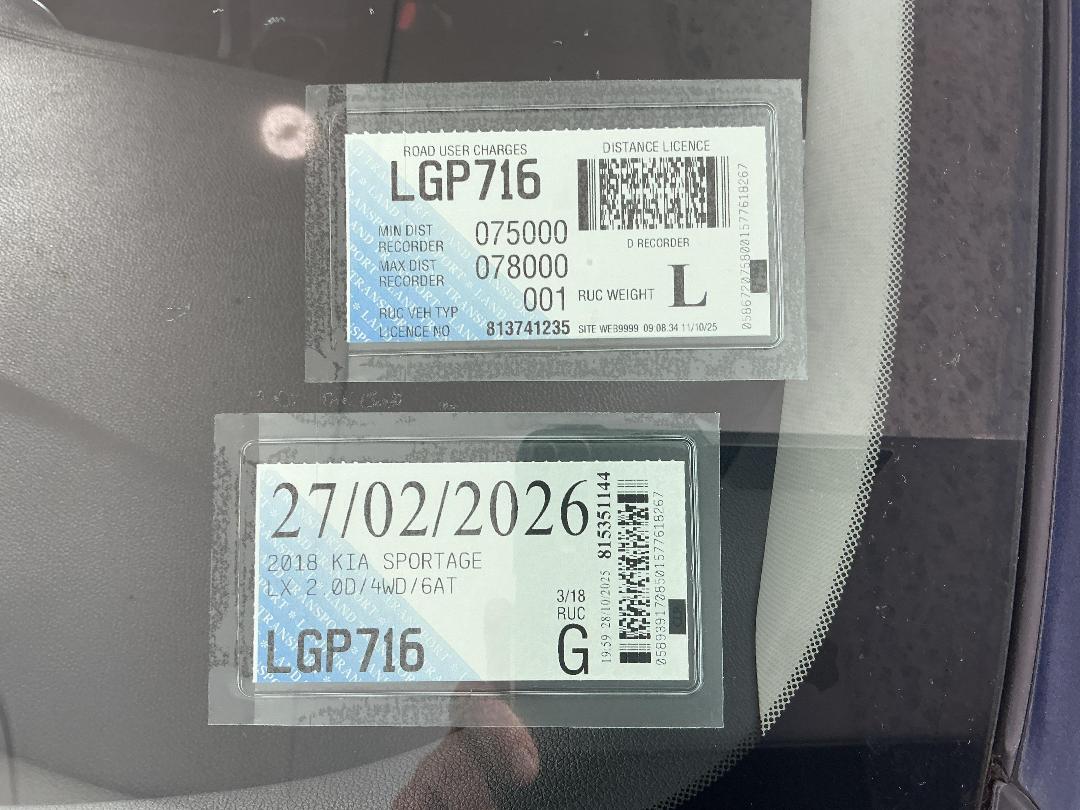 ROAD USER CHARGES
LGP716
MIN DIST RECORDER 075000
MAX DIST RECORDER 078000
RUC VEH TYP 001
LICENCE NO 813741235
DISTANCE LICENCE
D RECORDER
RUC WEIGHT L
SITE WEB9999 09:08:34 11/10/25
27/02/2026
2018 KIA SPORTAGE
LX 2.0D/4WD/6AT
LGP716
3/18
RUC
G
19:59 28/10/2025 815351144